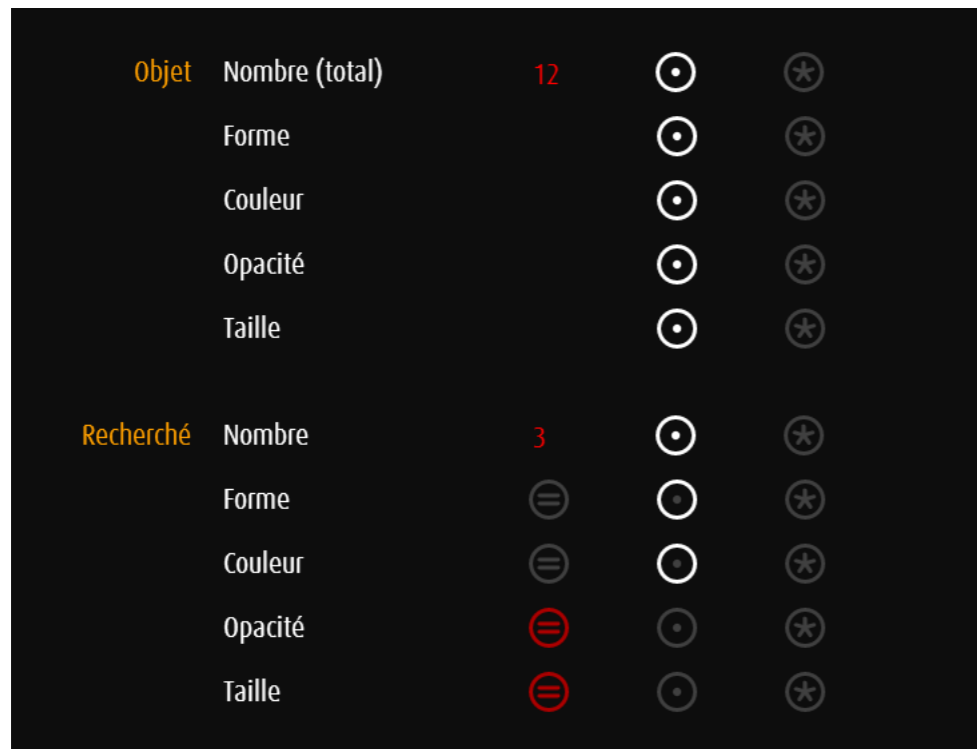 Objet Nombre (total) 12
Forme
Couleur
Opacité
Taille
Recherché Nombre 3
Forme
Couleur
Opacité
Taille